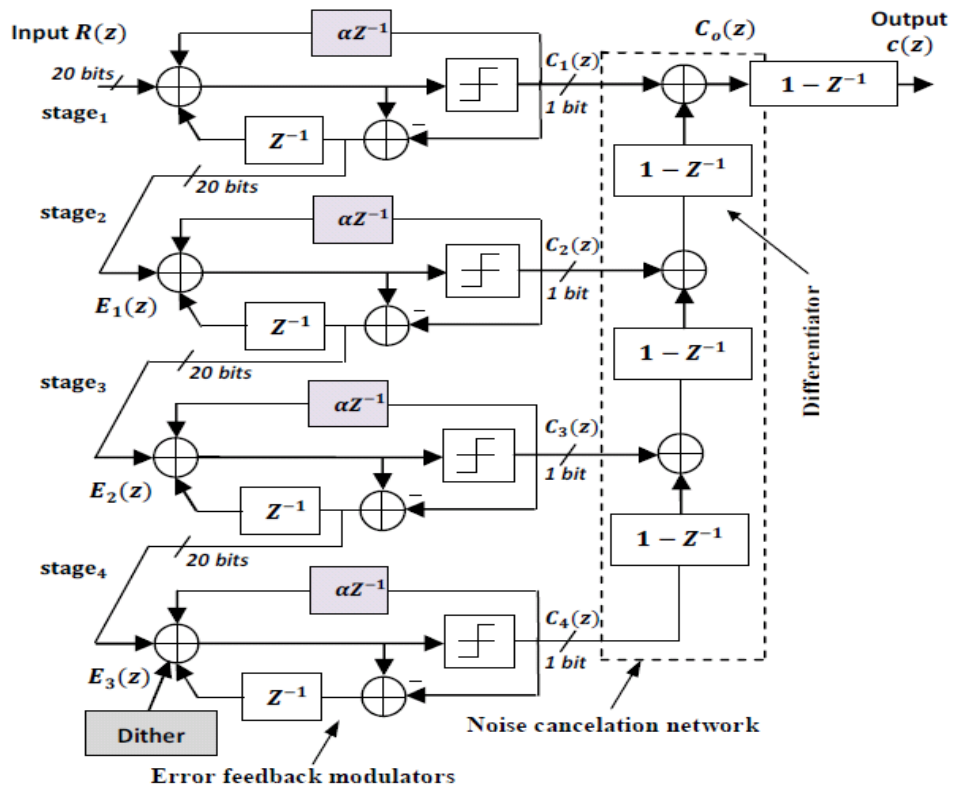 Input R(z)
αZ⁻¹
Cₒ(z)
Output
c(z)
20 bits
C₁(z)
1 bit
1 − Z⁻¹
stage₁
Z⁻¹
−
20 bits
1 − Z⁻¹
stage₂
αZ⁻¹
C₂(z)
1 bit
E₁(z)
Z⁻¹
−
Differentiator
20 bits
1 − Z⁻¹
stage₃
αZ⁻¹
C₃(z)
1 bit
E₂(z)
Z⁻¹
−
20 bits
1 − Z⁻¹
stage₄
αZ⁻¹
C₄(z)
1 bit
E₃(z)
Z⁻¹
−
Dither
Noise cancelation network
Error feedback modulators